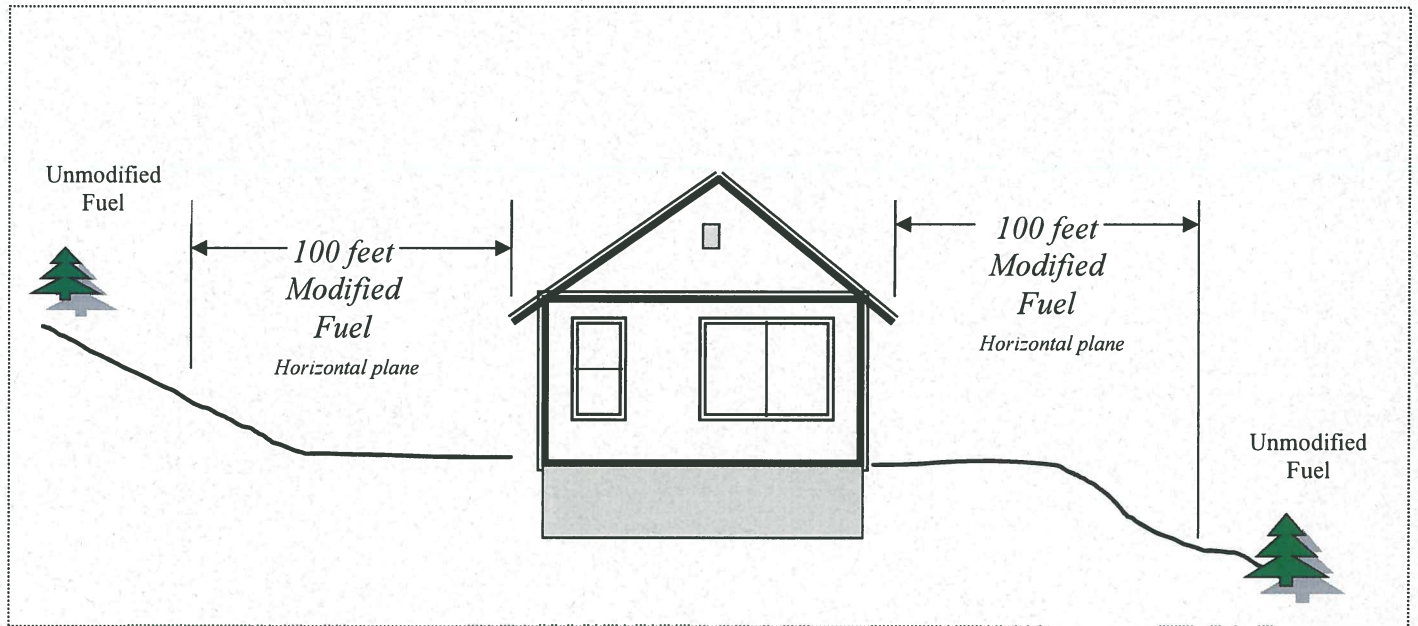 Unmodified
Fuel
100 feet
Modified
Fuel
Horizontal plane
100 feet
Modified
Fuel
Horizontal plane
Unmodified
Fuel